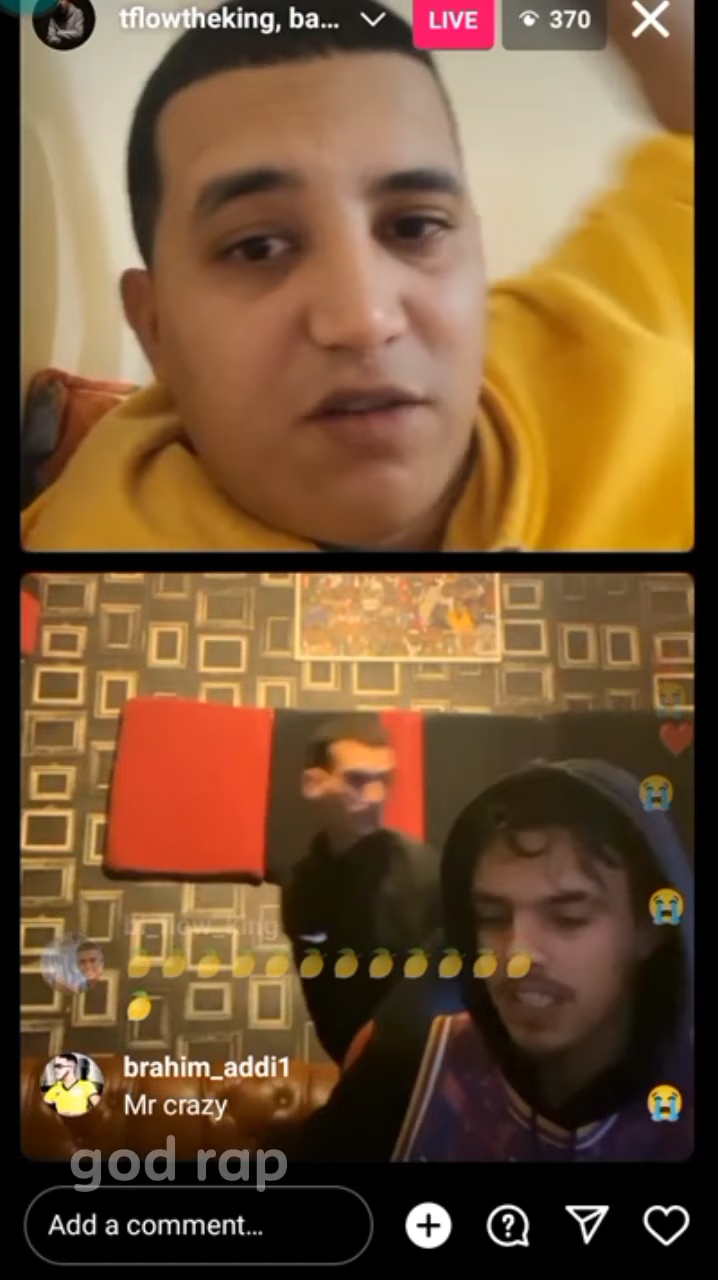 tflowtheking, ba...
LIVE
370
🍋🍋🍋🍋🍋🍋🍋🍋🍋🍋🍋🍋
🍋
brahim_addi1
Mr crazy
god rap
Add a comment...